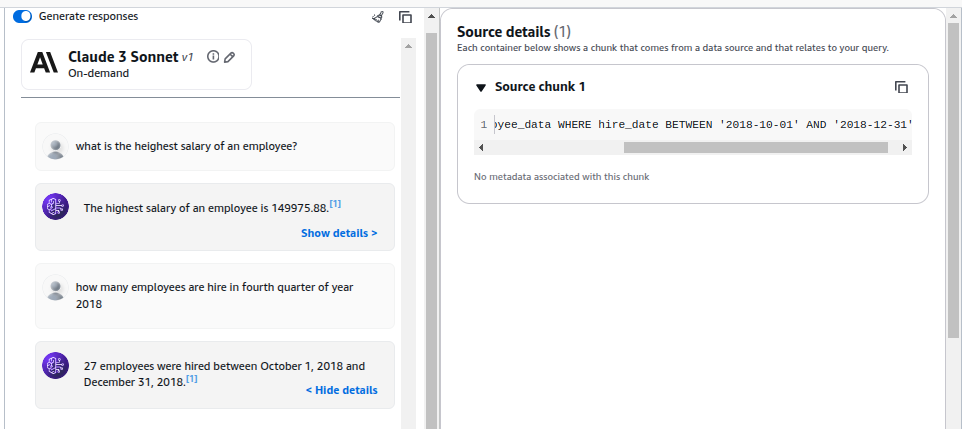 Generate responses
Claude 3 Sonnet v1
On-demand
what is the heighest salary of an employee?
The highest salary of an employee is 149975.88.[1]
Show details >
how many employees are hire in fourth quarter of year
2018
27 employees were hired between October 1, 2018 and
December 31, 2018.[1]
< Hide details
Source details (1)
Each container below shows a chunk that comes from a data source and that relates to your query.
Source chunk 1
1 oyee_data WHERE hire_date BETWEEN '2018-10-01' AND '2018-12-31'
No metadata associated with this chunk